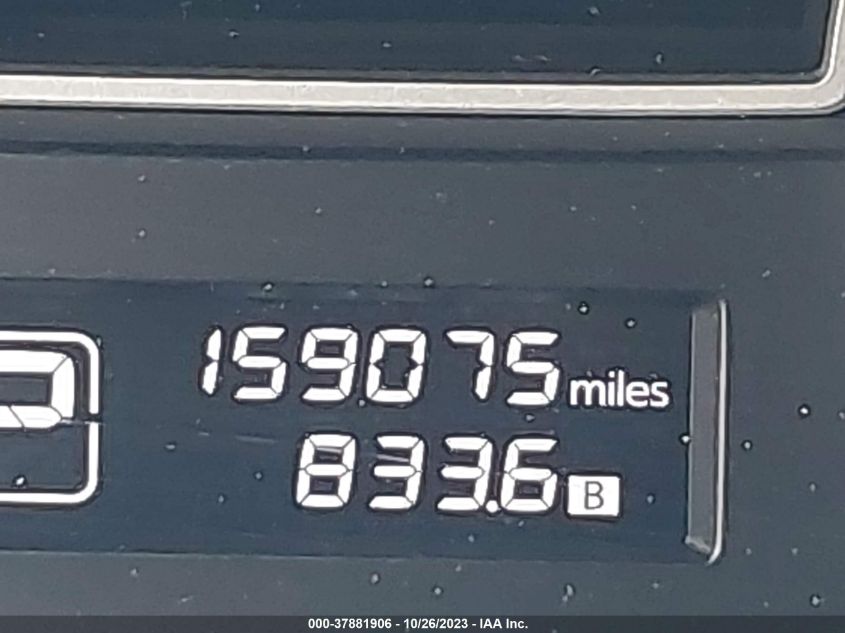 159075 miles
P
833.6 B
000-37881906 - 10/26/2023 - IAA Inc.